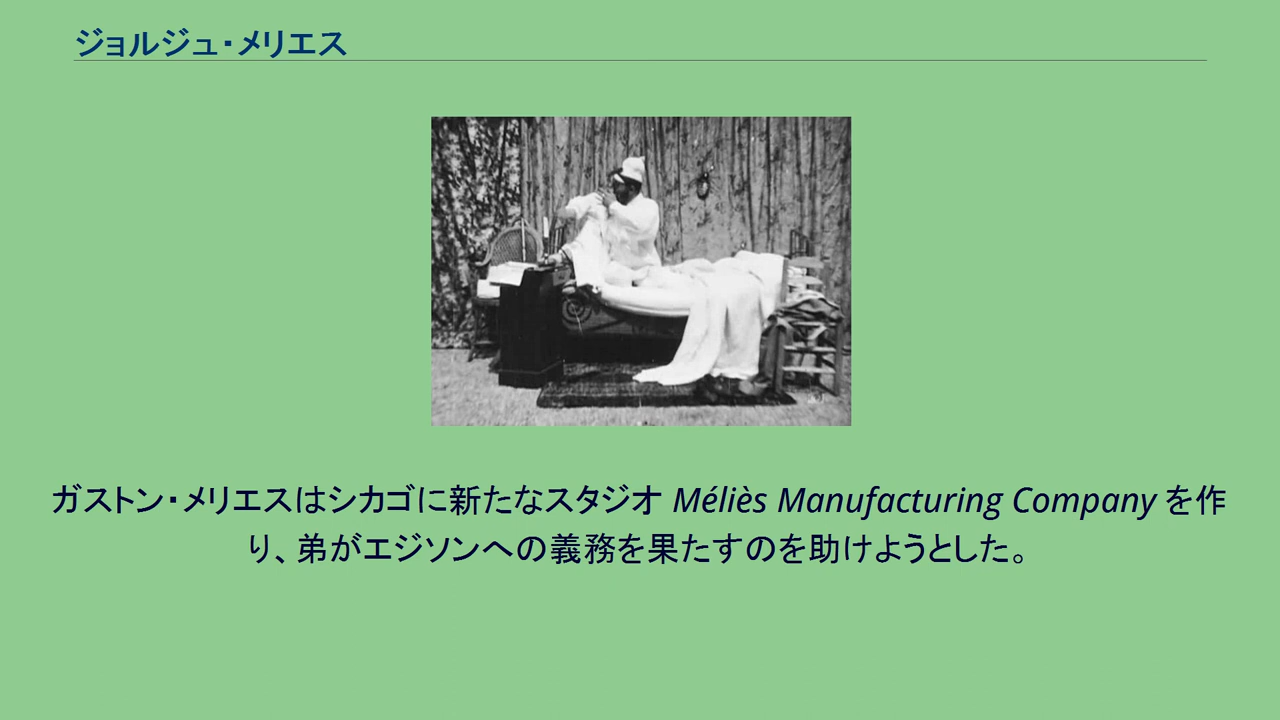 ジョルジュ・メリエス
ガストン・メリエスはシカゴに新たなスタジオ Méliès Manufacturing Company を作
り、弟がエジソンへの義務を果たすのを助けようとした。